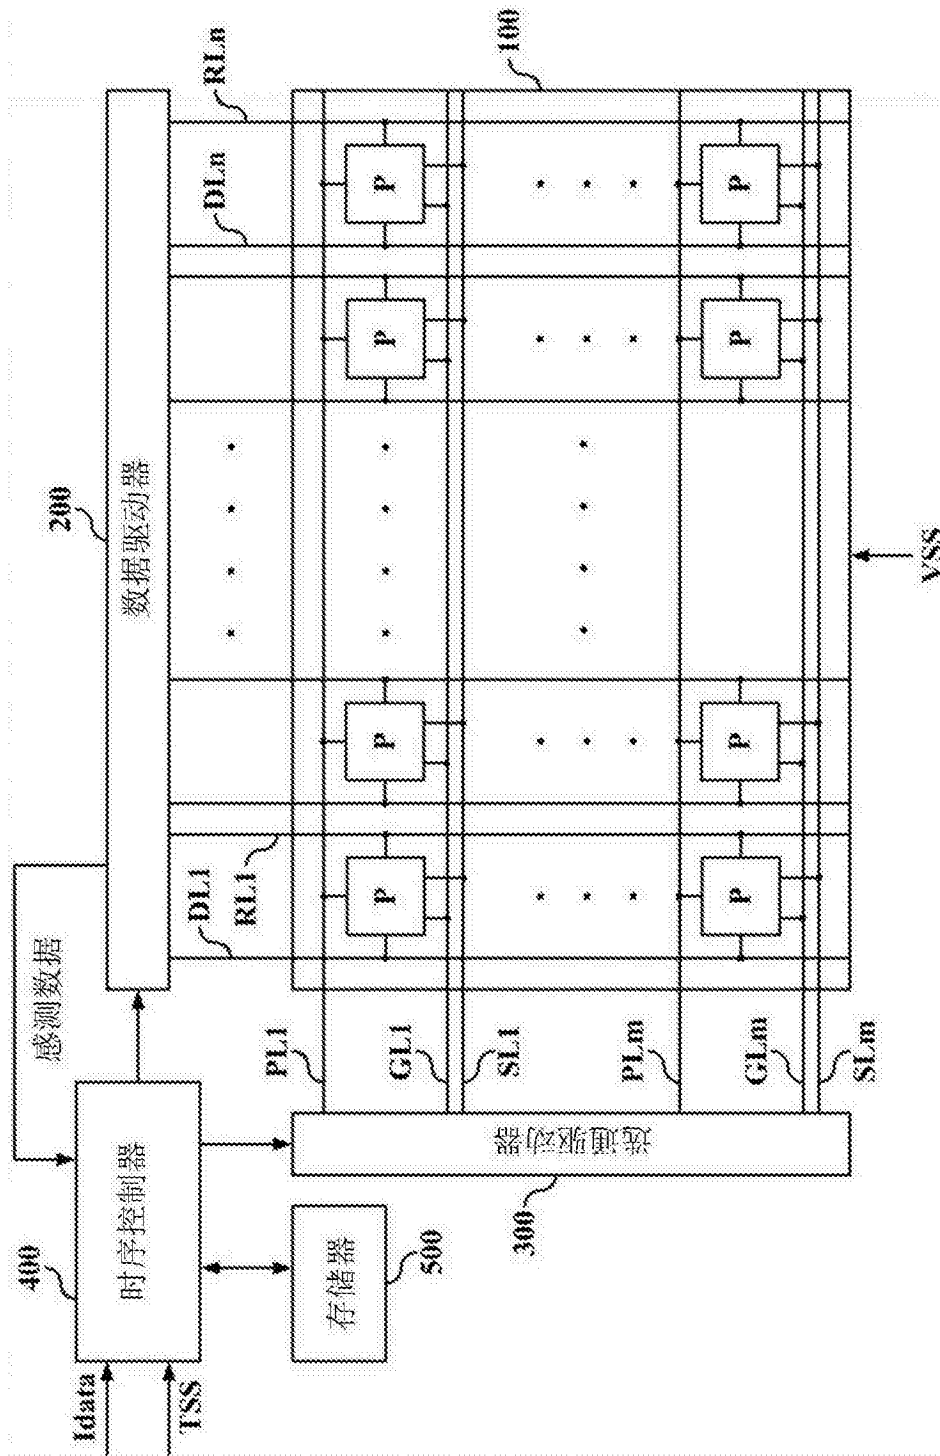 Idata
TSS
400
时序控制器
感测数据
200
数据驱动器
存储器
500
选通驱动器
300
DL1
RL1
DLn
RLn
100
PL1
GL1
SL1
PLm
GLm
SLm
P
P
P
P
P
P
P
P
VSS